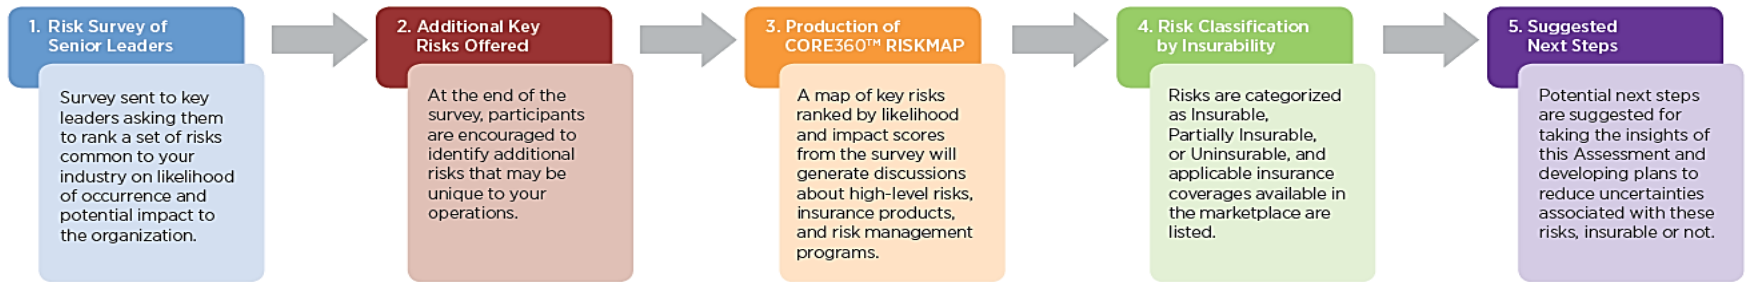 1. Risk Survey of
Senior Leaders
Survey sent to key
leaders asking them
to rank a set of risks
common to your
industry on likelihood
of occurrence and
potential impact to
the organization.
2. Additional Key
Risks Offered
At the end of the
survey, participants
are encouraged to
identify additional
risks that may be
unique to your
operations.
3. Production of
CORE360™ RISKMAP
A map of key risks
ranked by likelihood
and impact scores
from the survey will
generate discussions
about high-level risks,
insurance products,
and risk management
programs.
4. Risk Classification
by Insurability
Risks are categorized
as Insurable,
Partially Insurable,
or Uninsurable, and
applicable insurance
coverages available in
the marketplace are
listed.
5. Suggested
Next Steps
Potential next steps
are suggested for
taking the insights of
this Assessment and
developing plans to
reduce uncertainties
associated with these
risks, insurable or not.